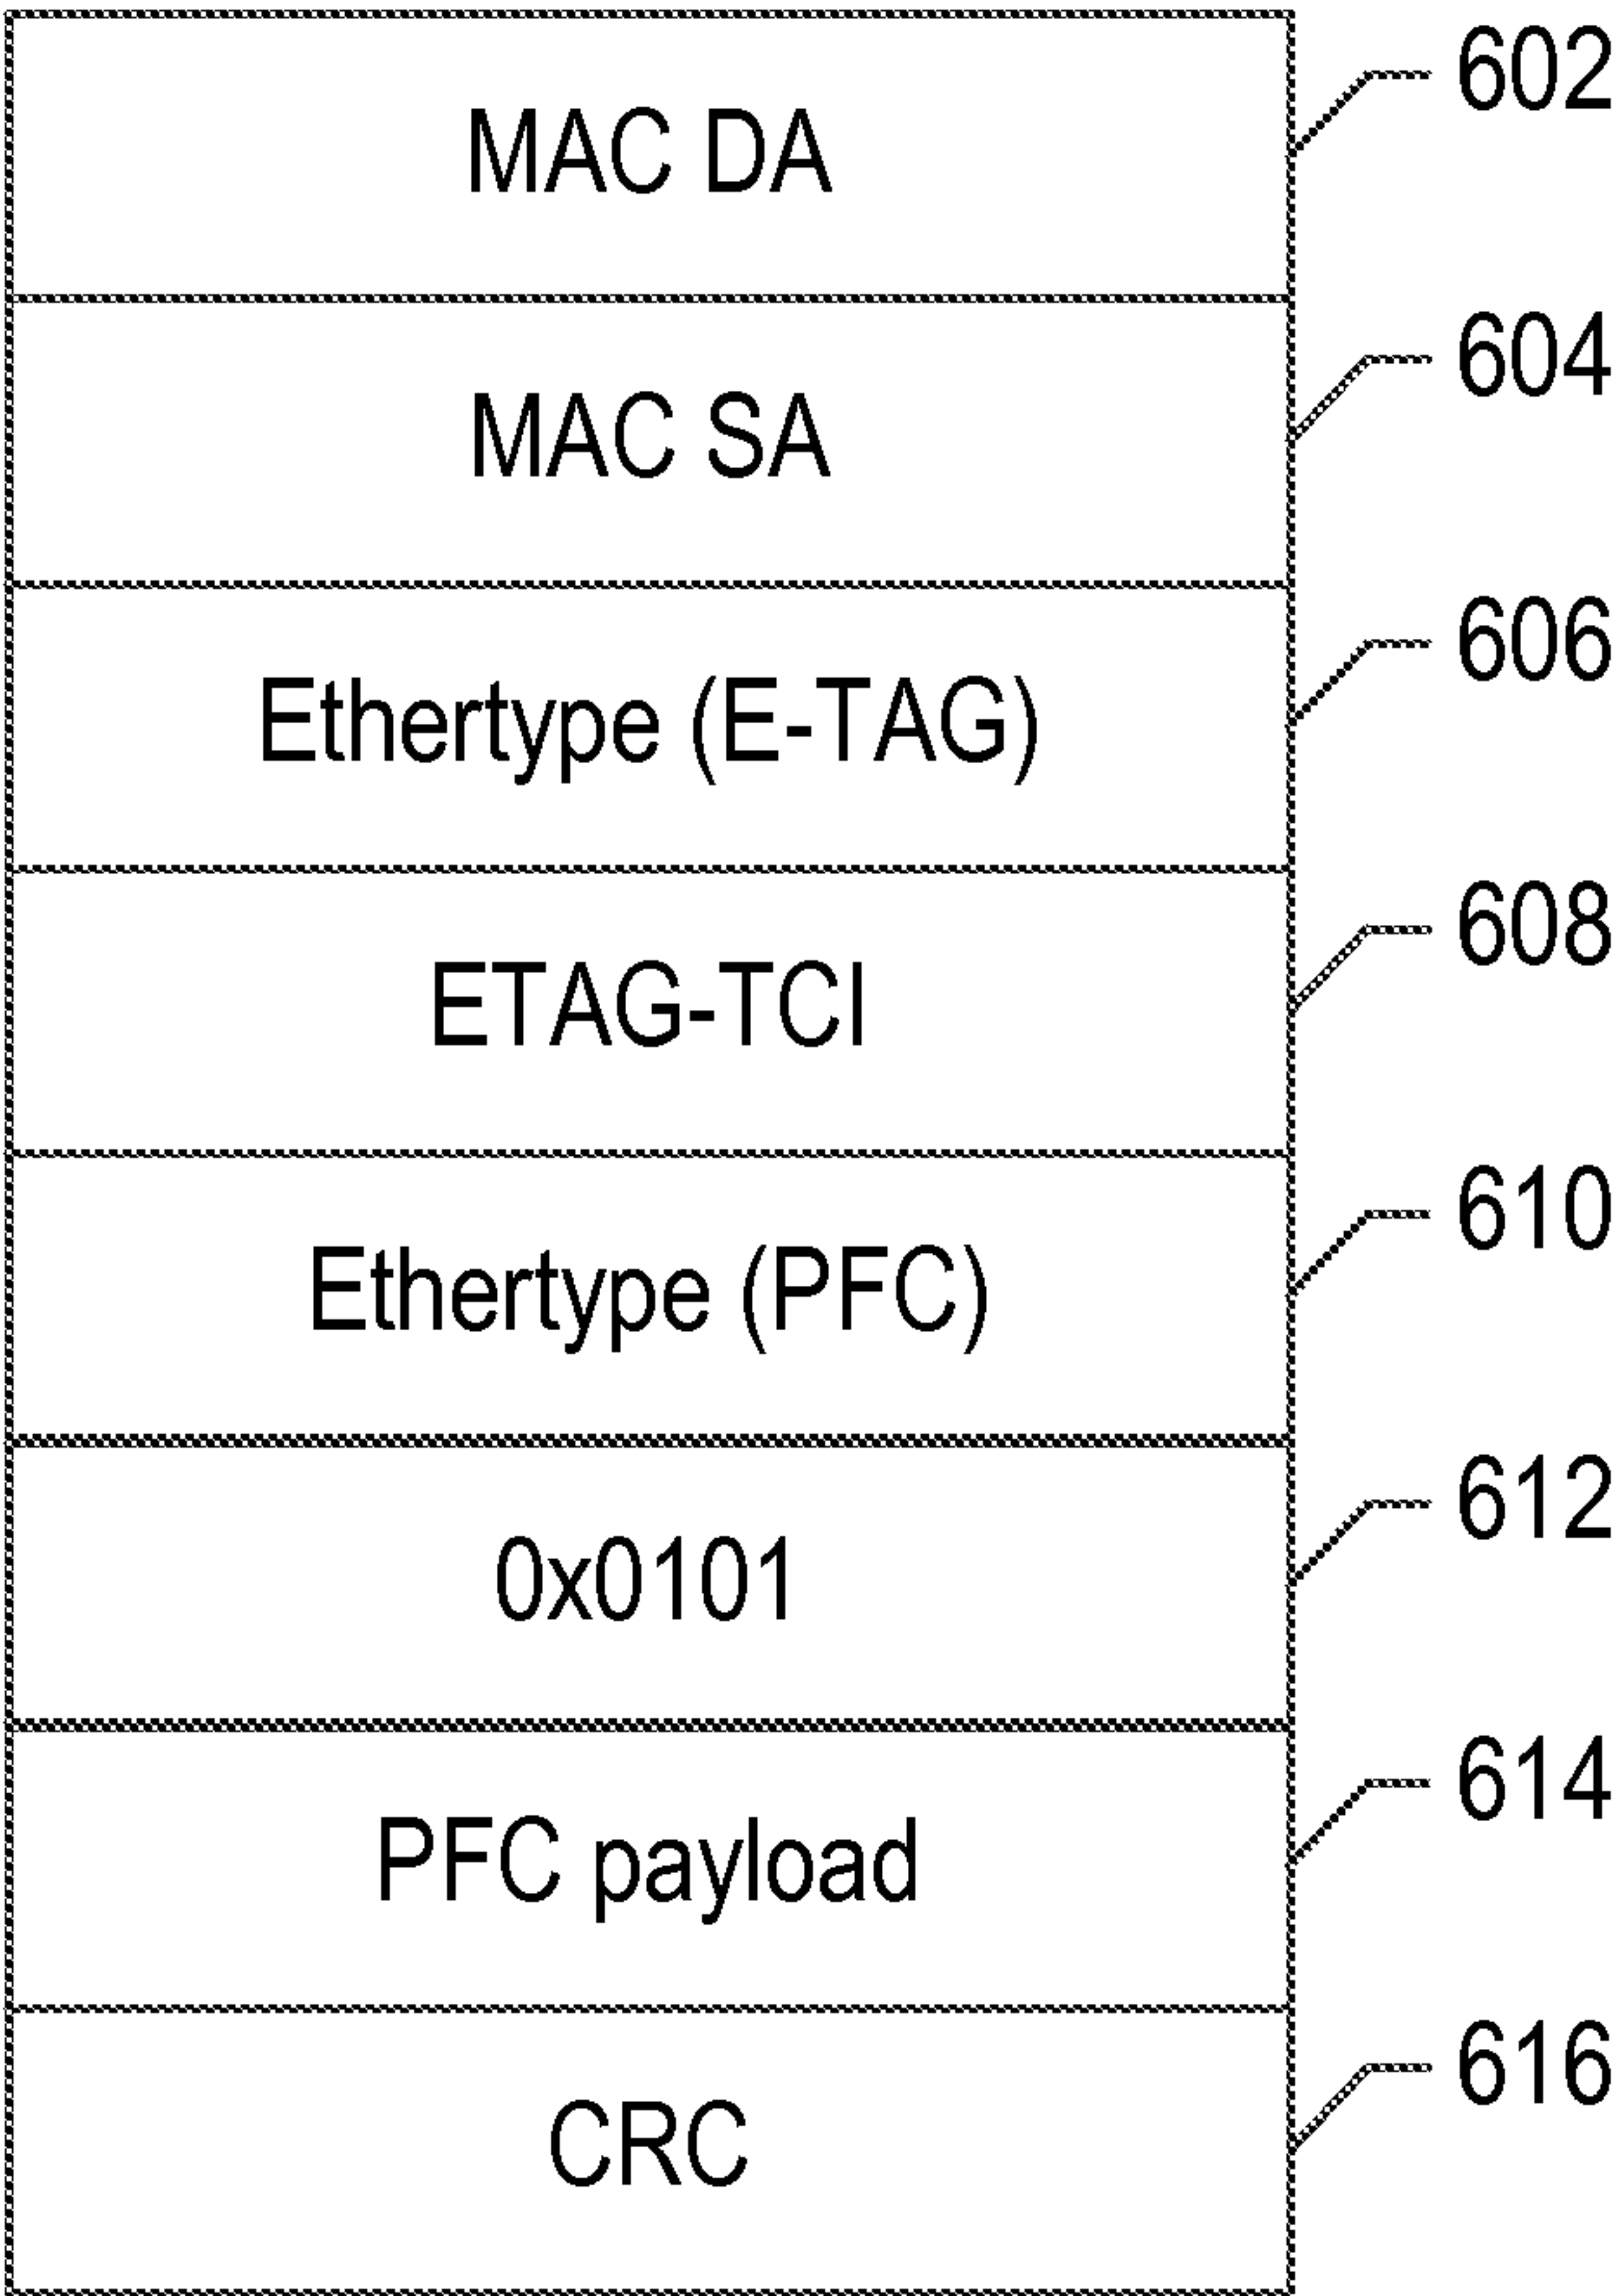 MAC DA 602
MAC SA 604
Ethertype (E-TAG) 606
ETAG-TCI 608
Ethertype (PFC) 610
0x0101 612
PFC payload 614
CRC 616